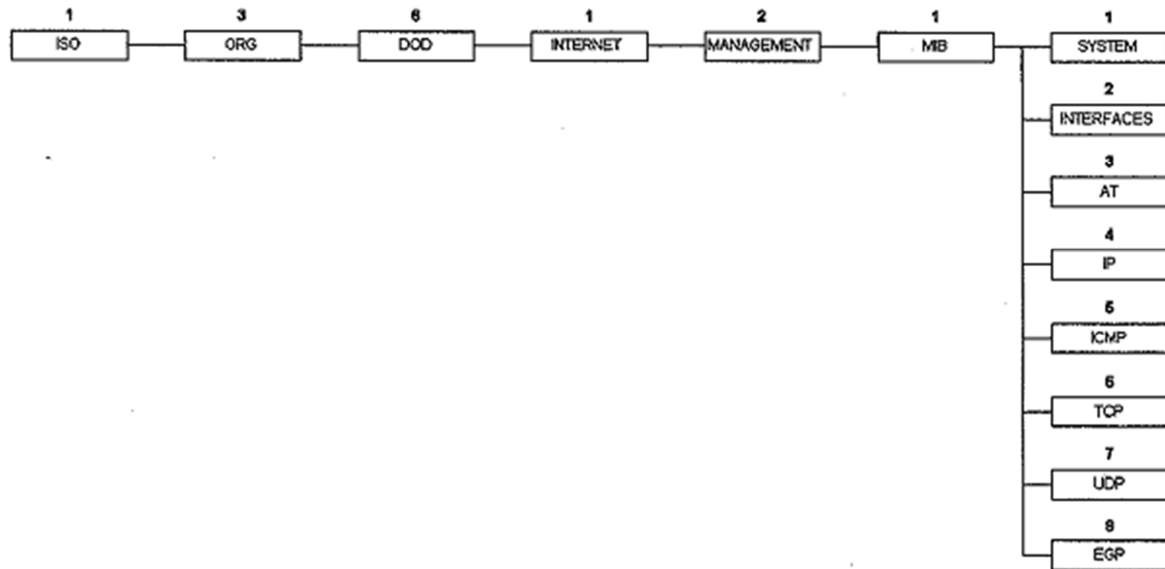 1 3 6 1 2 1 1
ISO ORG DOD INTERNET MANAGEMENT MIB SYSTEM
2
INTERFACES
3
AT
4
IP
5
ICMP
6
TCP
7
UDP
8
EGP